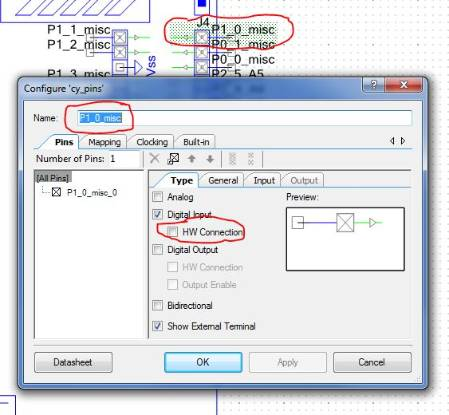 J4
P1_1_misc
P1_0_misc
P1_2_misc
P0_1_misc
P0_0_misc
P1_3_misc
Vss
P2_5_A5
Configure 'cy_pins'
Name: P1_0_misc
Pins Mapping Clocking Built-in
Number of Pins: 1
[All Pins]
P1_0_misc_0
Type General Input Output
Analog
Preview:
Digital Input
HW Connection
Digital Output
HW Connection
Output Enable
Bidirectional
Show External Terminal
Datasheet OK Apply Cancel